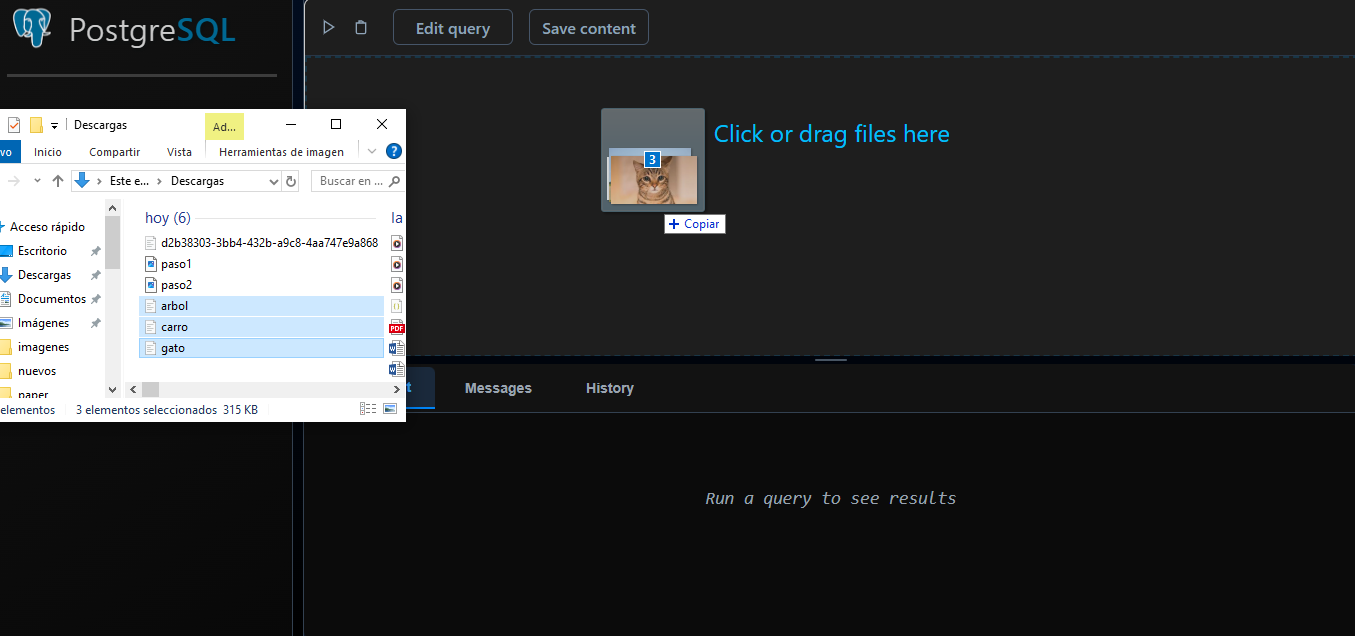 PostgreSQL
Edit query
Save content
Click or drag files here
3
Copiar
Descargas
Ad...
vo
Inicio
Compartir
Vista
Herramientas de imagen
?
Este e...
Descargas
Buscar en ...
Acceso rápido
Escritorio
Descargas
Documentos
Imágenes
imagenes
nuevos
paper
hoy (6)
la
d2b38303-3bb4-432b-a9c8-4aa747e9a868
paso1
paso2
arbol
carro
PDF
gato
elementos
3 elementos seleccionados
315 KB
t
Messages
History
Run a query to see results